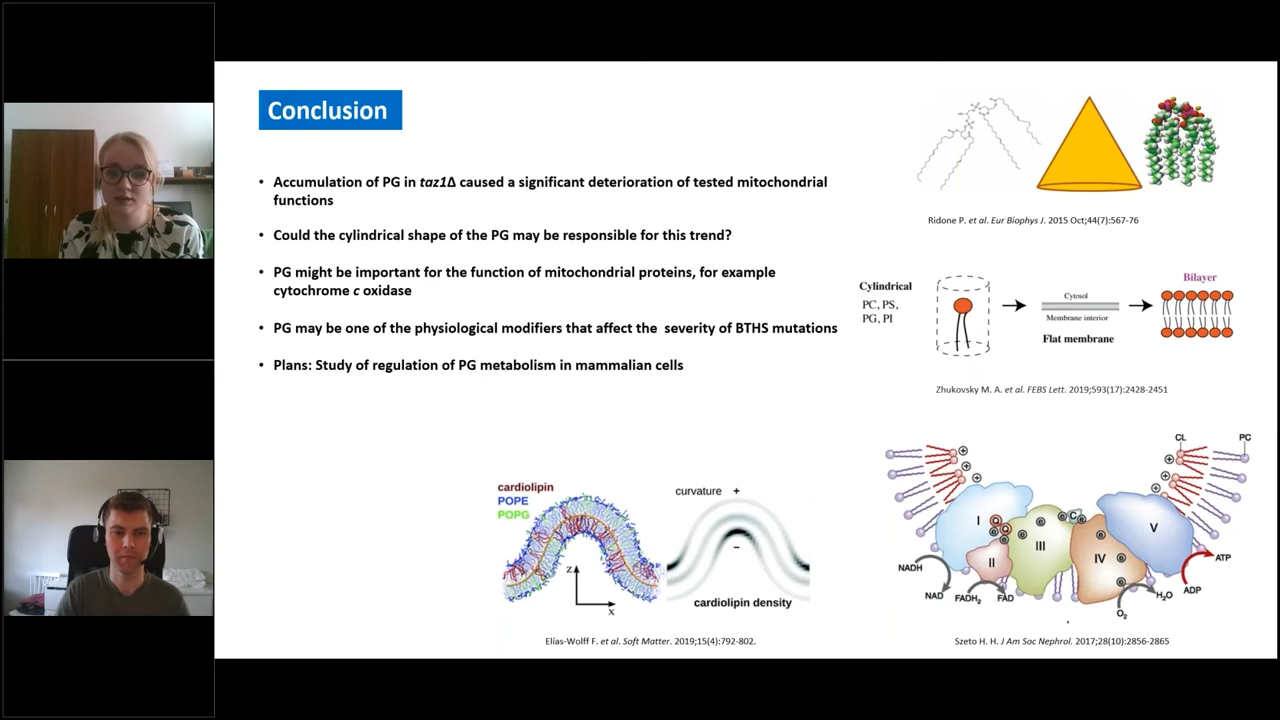 Conclusion
• Accumulation of PG in taz1Δ caused a significant deterioration of tested mitochondrial
functions
• Could the cylindrical shape of the PG may be responsible for this trend?
• PG might be important for the function of mitochondrial proteins, for example
cytochrome c oxidase
• PG may be one of the physiological modifiers that affect the severity of BTHS mutations
• Plans: Study of regulation of PG metabolism in mammalian cells
Ridone P. et al. Eur Biophys J. 2015 Oct;44(7):567-76
Cylindrical
PC, PS,
PG, PI
Cytosol
Membrane interior
Flat membrane
Bilayer
Zhukovsky M. A. et al. FEBS Lett. 2019;593(17):2428-2451
cardiolipin
POPE
POPG
z
x
curvature +
–
cardiolipin density
Elías-Wolff F. et al. Soft Matter. 2019;15(4):792-802.
CL
PC
I
II
III
IV
V
Q
Q
C
e
e
e
e
e
e
e
e
NADH
NAD
FADH2
FAD
O2
H2O
ADP
ATP
Szeto H. H. J Am Soc Nephrol. 2017;28(10):2856-2865